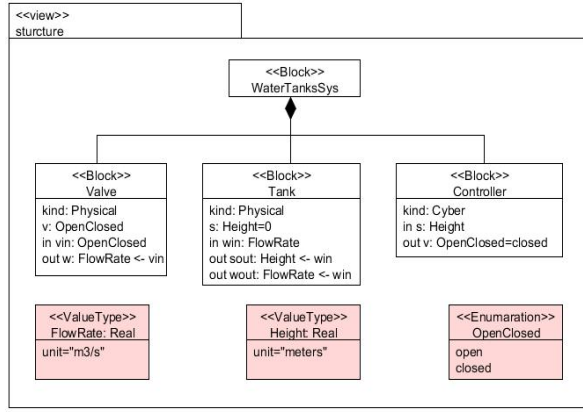 <<view>>
sturcture
<<Block>>
WaterTanksSys
<<Block>>
Valve
kind: Physical
v: OpenClosed
in vin: OpenClosed
out w: FlowRate <- vin
<<Block>>
Tank
kind: Physical
s: Height=0
in win: FlowRate
out sout: Height <- win
out wout: FlowRate <- win
<<Block>>
Controller
kind: Cyber
in s: Height
out v: OpenClosed=closed
<<ValueType>>
FlowRate: Real
unit="m3/s"
<<ValueType>>
Height: Real
unit="meters"
<<Enumaration>>
OpenClosed
open
closed